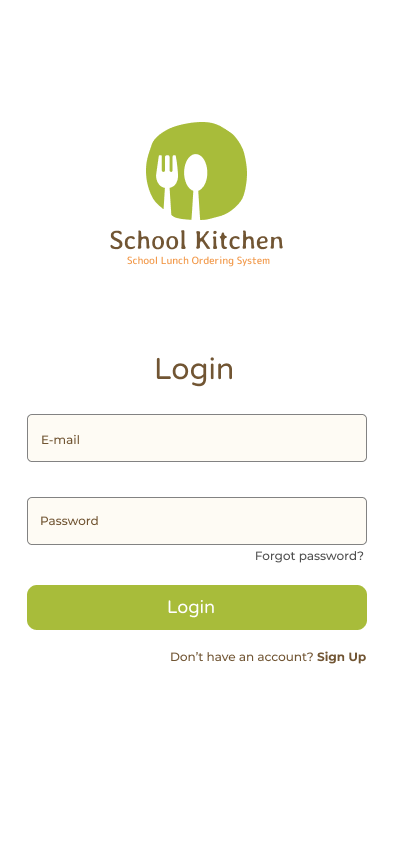 School Kitchen
School Lunch Ordering System
Login
E-mail
Password
Forgot password?
Login
Don’t have an account? Sign Up